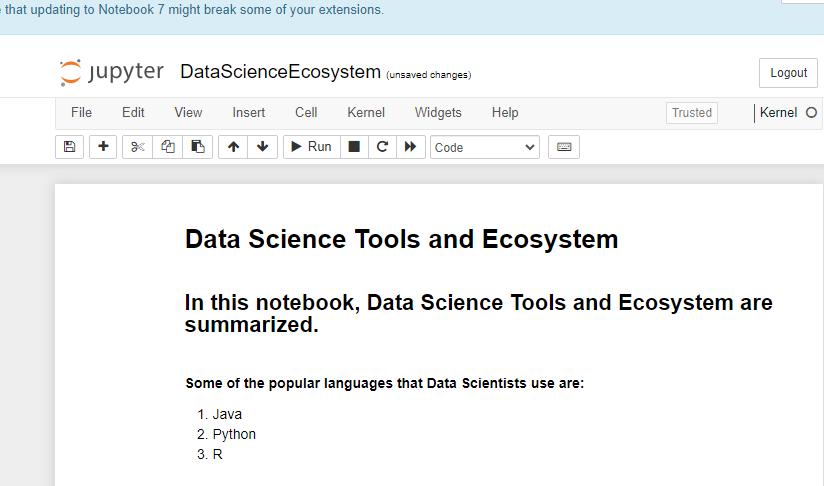 that updating to Notebook 7 might break some of your extensions.
jupyter DataScienceEcosystem (unsaved changes)
Logout
File Edit View Insert Cell Kernel Widgets Help
Trusted
Kernel
Run
Code
Data Science Tools and Ecosystem
In this notebook, Data Science Tools and Ecosystem are
summarized.
Some of the popular languages that Data Scientists use are:
1. Java
2. Python
3. R